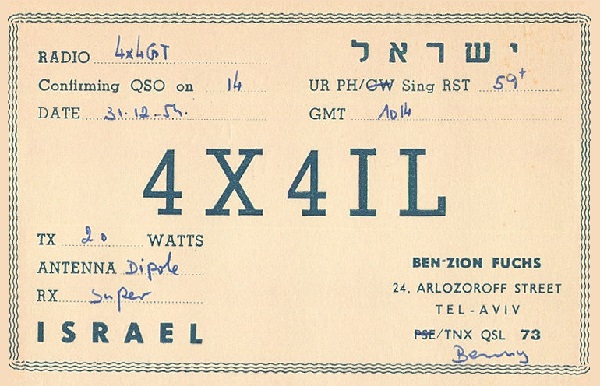 RADIO 4X4GT ישראל
Confirming QSO on 14 UR PH/CW Sing RST 59+
DATE 31-12-54. GMT 1014
4X4IL
TX 20 WATTS
ANTENNA Dipole
RX Super
ISRAEL
BEN-ZION FUCHS
24, ARLOZOROFF STREET
TEL-AVIV
PSE/TNX QSL 73
Benny